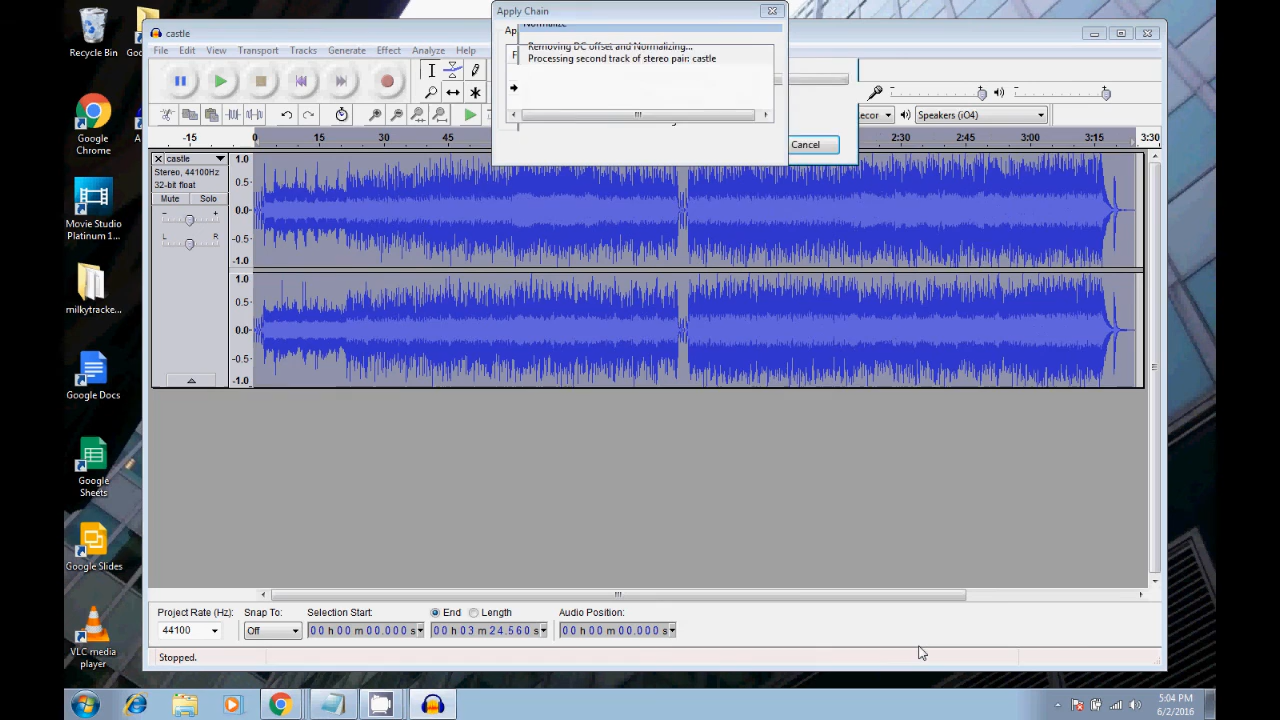 Recycle Bin
Goo
castle
File Edit View Transport Tracks Generate Effect Analyze Help
Apply Chain
Normalize
Ap
F
Removing DC offset and Normalizing...
Processing second track of stereo pair: castle
Cancel
ecor
Speakers (iO4)
-15 0 15 30 45 2:30 2:45 3:00 3:15 3:30
castle
Stereo, 44100Hz
32-bit float
Mute Solo
- +
L R
1.0
0.5-
0.0-
-0.5-
-1.0
1.0
0.5-
0.0-
-0.5-
-1.0
Google
Chrome
A
Movie Studio
Platinum 1...
milkytracke...
Google Docs
Google
Sheets
Google Slides
VLC media
player
Project Rate (Hz): Snap To: Selection Start: End Length Audio Position:
44100 Off 00 h 00 m 00.000 s 00 h 03 m 24.560 s 00 h 00 m 00.000 s
Stopped.
5:04 PM
6/2/2016